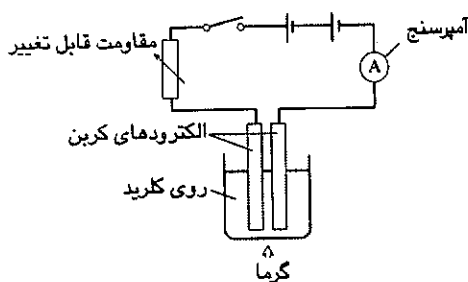 آمپرسنج
A
مقاومت قابل تغییر
الکترودهای کربن
روی کلرید
گرما